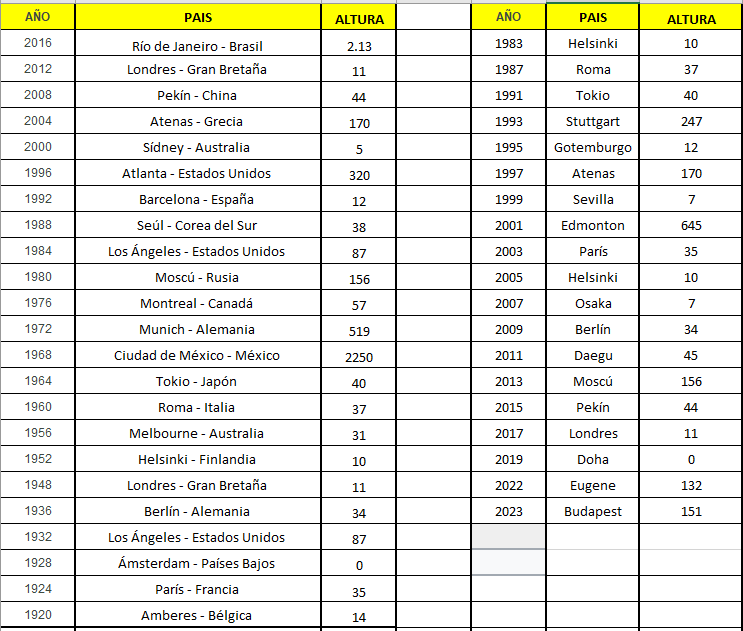 AÑO PAIS ALTURA AÑO PAIS ALTURA
2016 Río de Janeiro - Brasil 2.13 1983 Helsinki 10
2012 Londres - Gran Bretaña 11 1987 Roma 37
2008 Pekín - China 44 1991 Tokio 40
2004 Atenas - Grecia 170 1993 Stuttgart 247
2000 Sídney - Australia 5 1995 Gotemburgo 12
1996 Atlanta - Estados Unidos 320 1997 Atenas 170
1992 Barcelona - España 12 1999 Sevilla 7
1988 Seúl - Corea del Sur 38 2001 Edmonton 645
1984 Los Ángeles - Estados Unidos 87 2003 París 35
1980 Moscú - Rusia 156 2005 Helsinki 10
1976 Montreal - Canadá 57 2007 Osaka 7
1972 Munich - Alemania 519 2009 Berlín 34
1968 Ciudad de México - México 2250 2011 Daegu 45
1964 Tokio - Japón 40 2013 Moscú 156
1960 Roma - Italia 37 2015 Pekín 44
1956 Melbourne - Australia 31 2017 Londres 11
1952 Helsinki - Finlandia 10 2019 Doha 0
1948 Londres - Gran Bretaña 11 2022 Eugene 132
1936 Berlín - Alemania 34 2023 Budapest 151
1932 Los Ángeles - Estados Unidos 87
1928 Ámsterdam - Países Bajos 0
1924 París - Francia 35
1920 Amberes - Bélgica 14